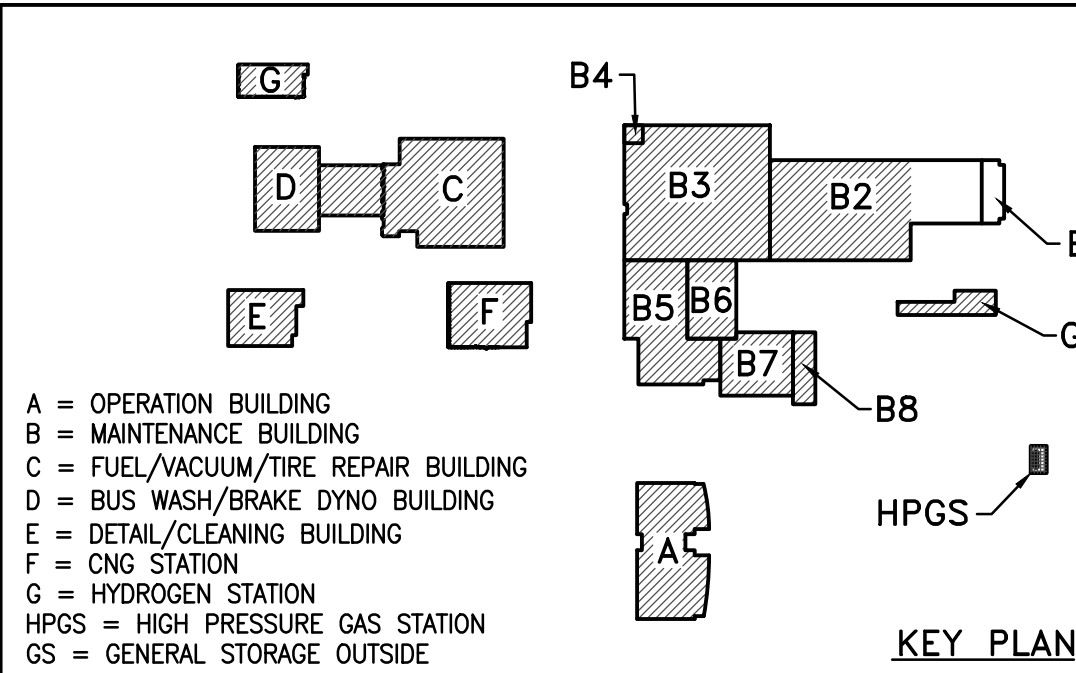 G
B4
D
C
B3
B2
E
F
B5
B6
B7
B8
HPGS
A
A = OPERATION BUILDING
B = MAINTENANCE BUILDING
C = FUEL/VACUUM/TIRE REPAIR BUILDING
D = BUS WASH/BRAKE DYNO BUILDING
E = DETAIL/CLEANING BUILDING
F = CNG STATION
G = HYDROGEN STATION
HPGS = HIGH PRESSURE GAS STATION
GS = GENERAL STORAGE OUTSIDE
KEY PLAN